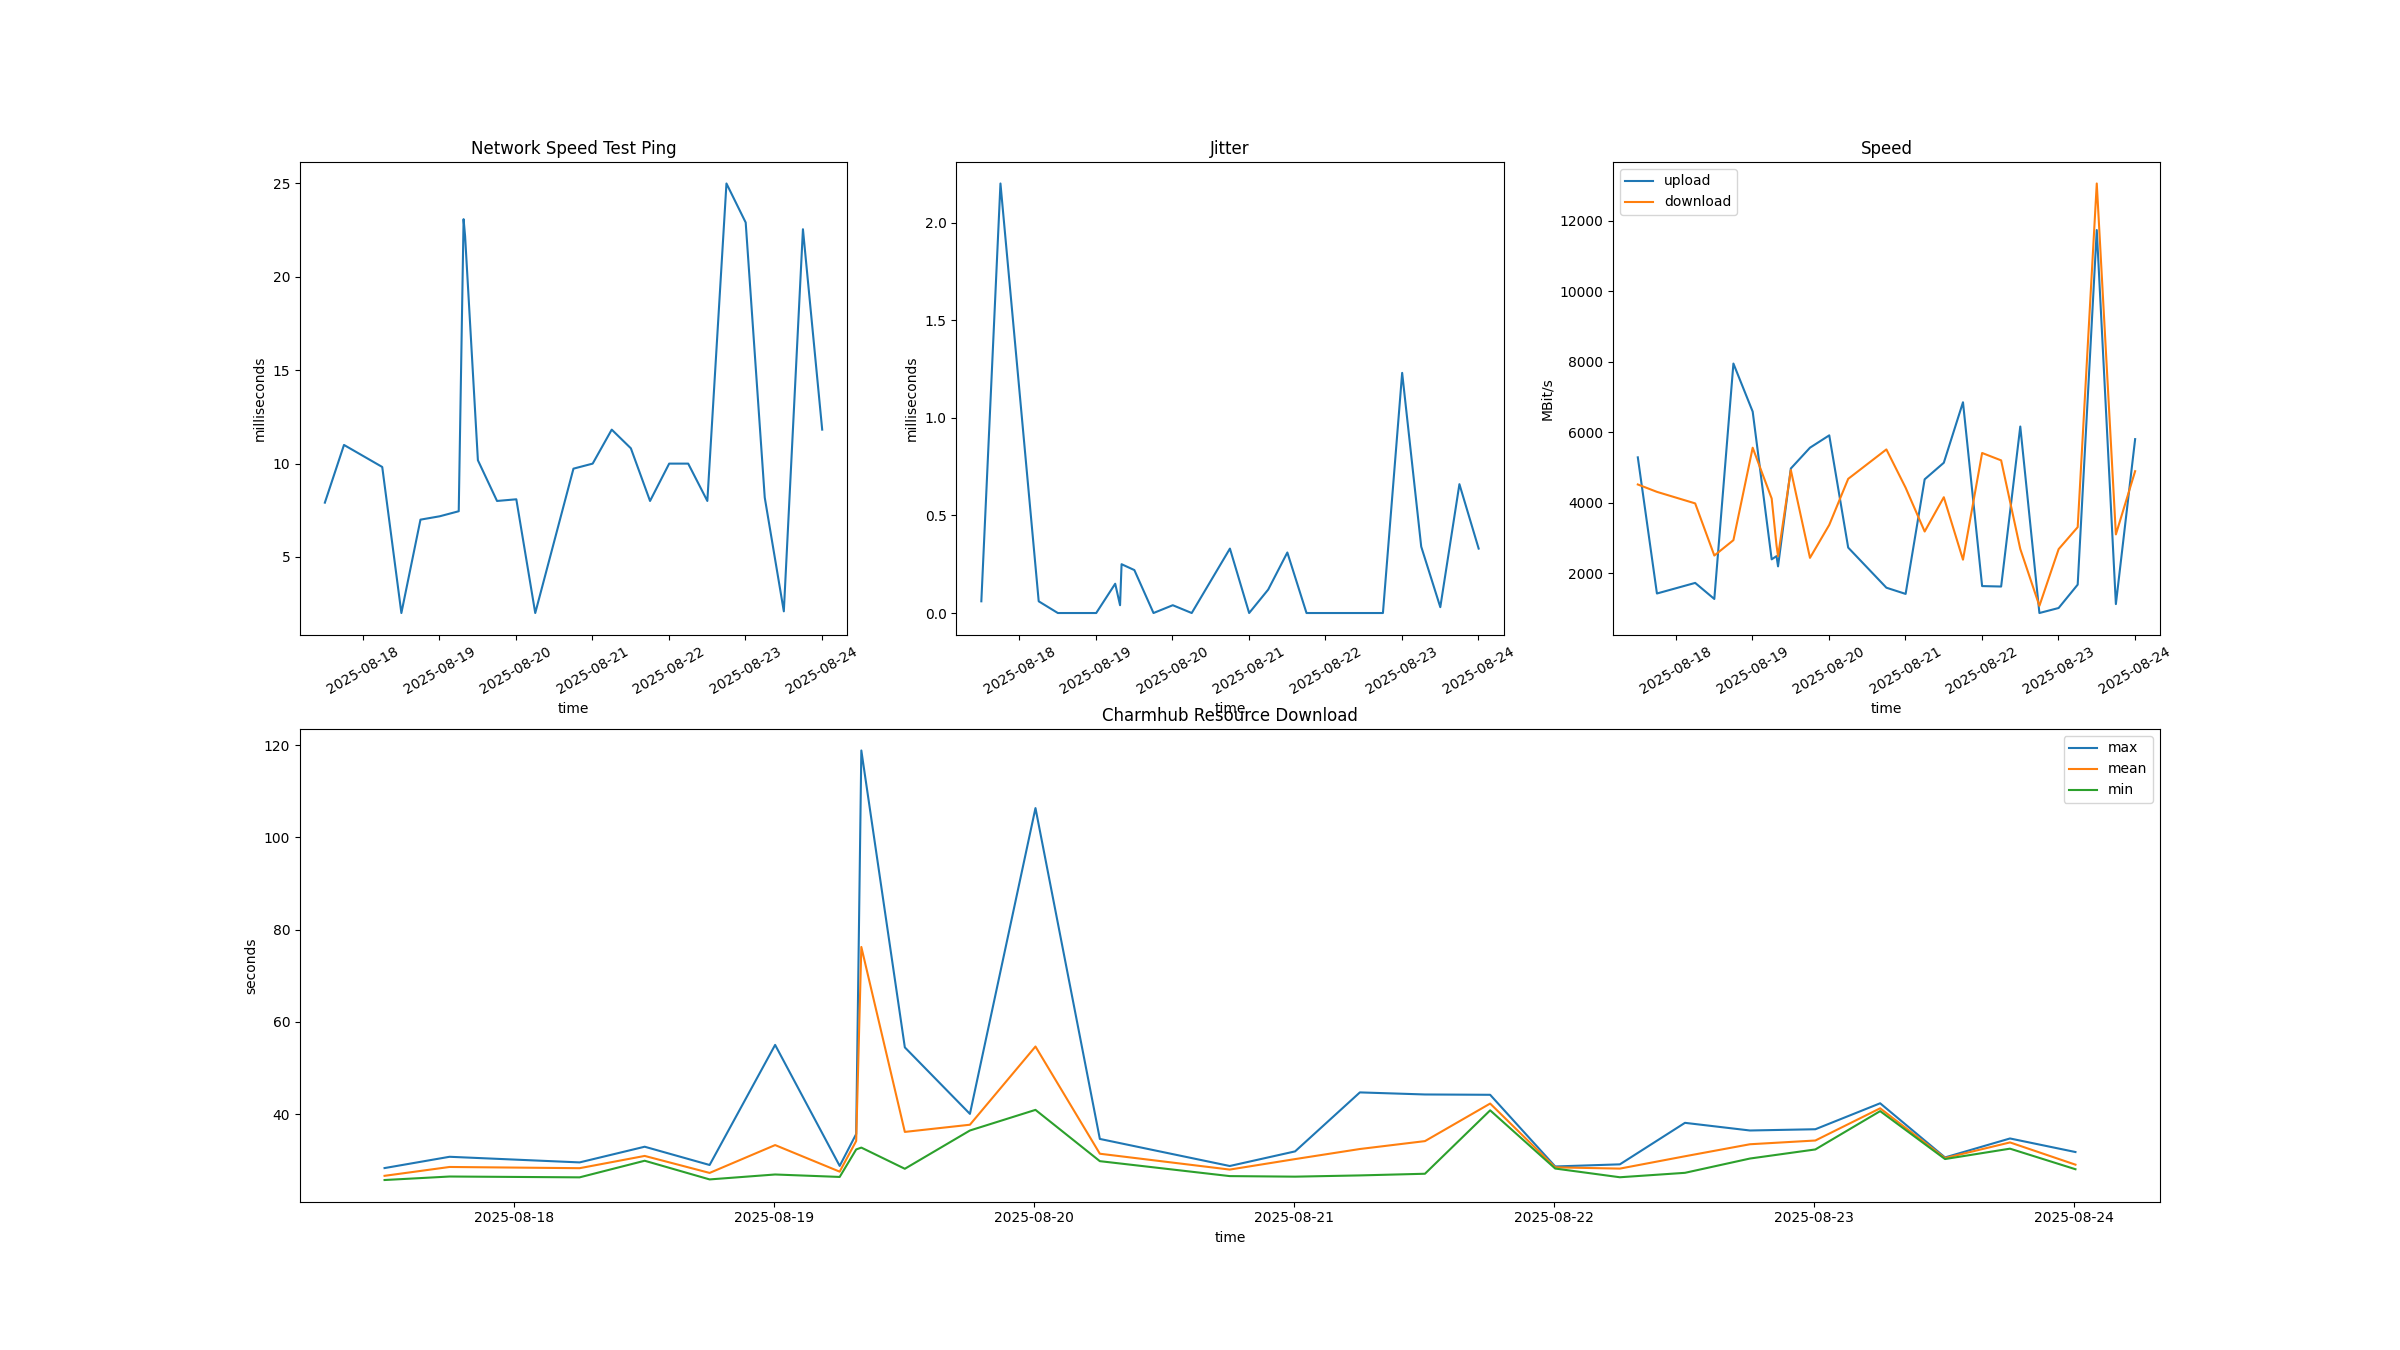 Network Speed Test Ping
25
20
15
10
5
milliseconds
2025-08-18
2025-08-19
2025-08-20
2025-08-21
2025-08-22
2025-08-23
2025-08-24
time
Jitter
2.0
1.5
1.0
0.5
0.0
milliseconds
2025-08-18
2025-08-19
2025-08-20
2025-08-21
2025-08-22
2025-08-23
2025-08-24
time
Speed
upload
download
12000
10000
8000
6000
4000
2000
MBit/s
2025-08-18
2025-08-19
2025-08-20
2025-08-21
2025-08-22
2025-08-23
2025-08-24
time
Charmhub Resource Download
max
mean
min
120
100
80
60
40
seconds
2025-08-18
2025-08-19
2025-08-20
2025-08-21
2025-08-22
2025-08-23
2025-08-24
time